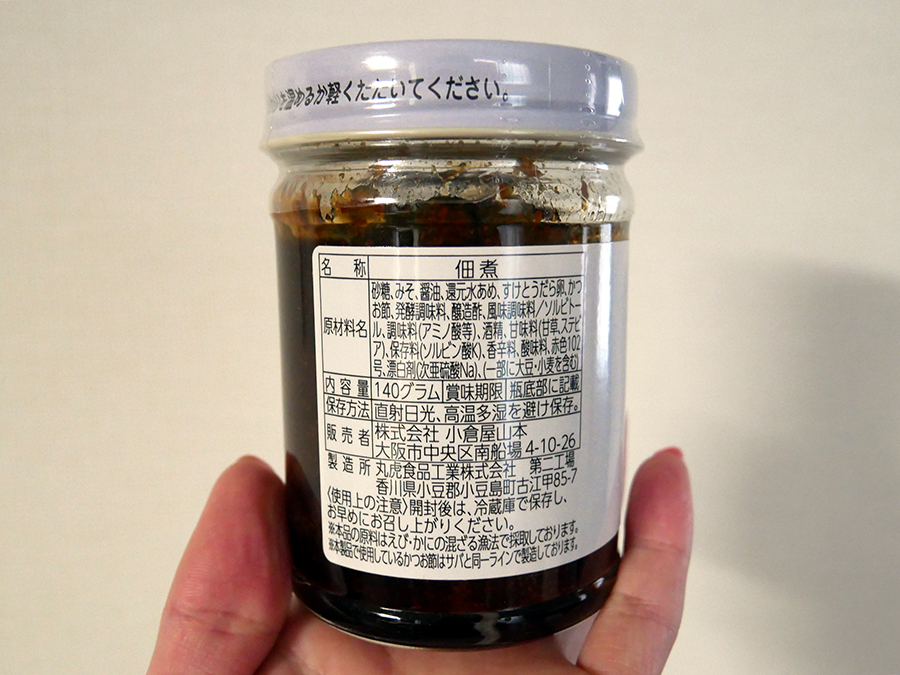 を温めるか軽くたたいてください。
名称 佃煮
原材料名 砂糖、みそ、醤油、還元水あめ、すけとうだら卵、かつ
お節、発酵調味料、醸造酢、風味調味料/ソルビトー
ル、調味料(アミノ酸等)、酒精、甘味料(甘草、ステビ
ア)、保存料(ソルビン酸K)、香辛料、酸味料、赤色102
号、漂白剤(次亜硫酸Na)、(一部に大豆・小麦を含む)
内容量 140グラム 賞味期限 瓶底部に記載
保存方法 直射日光、高温多湿を避け保存。
販売者 株式会社 小倉屋山本
大阪市中央区南船場 4-10-26
製造所 丸虎食品工業株式会社 第二工場
香川県小豆郡小豆島町古江甲85-7
〈使用上の注意〉開封後は、冷蔵庫で保存し、
お早めにお召し上がりください。
※本品の原料はえび・かにの混ざる漁法で採取しております。
※本製品で使用しているかつお節はサバと同一ラインで製造しております。